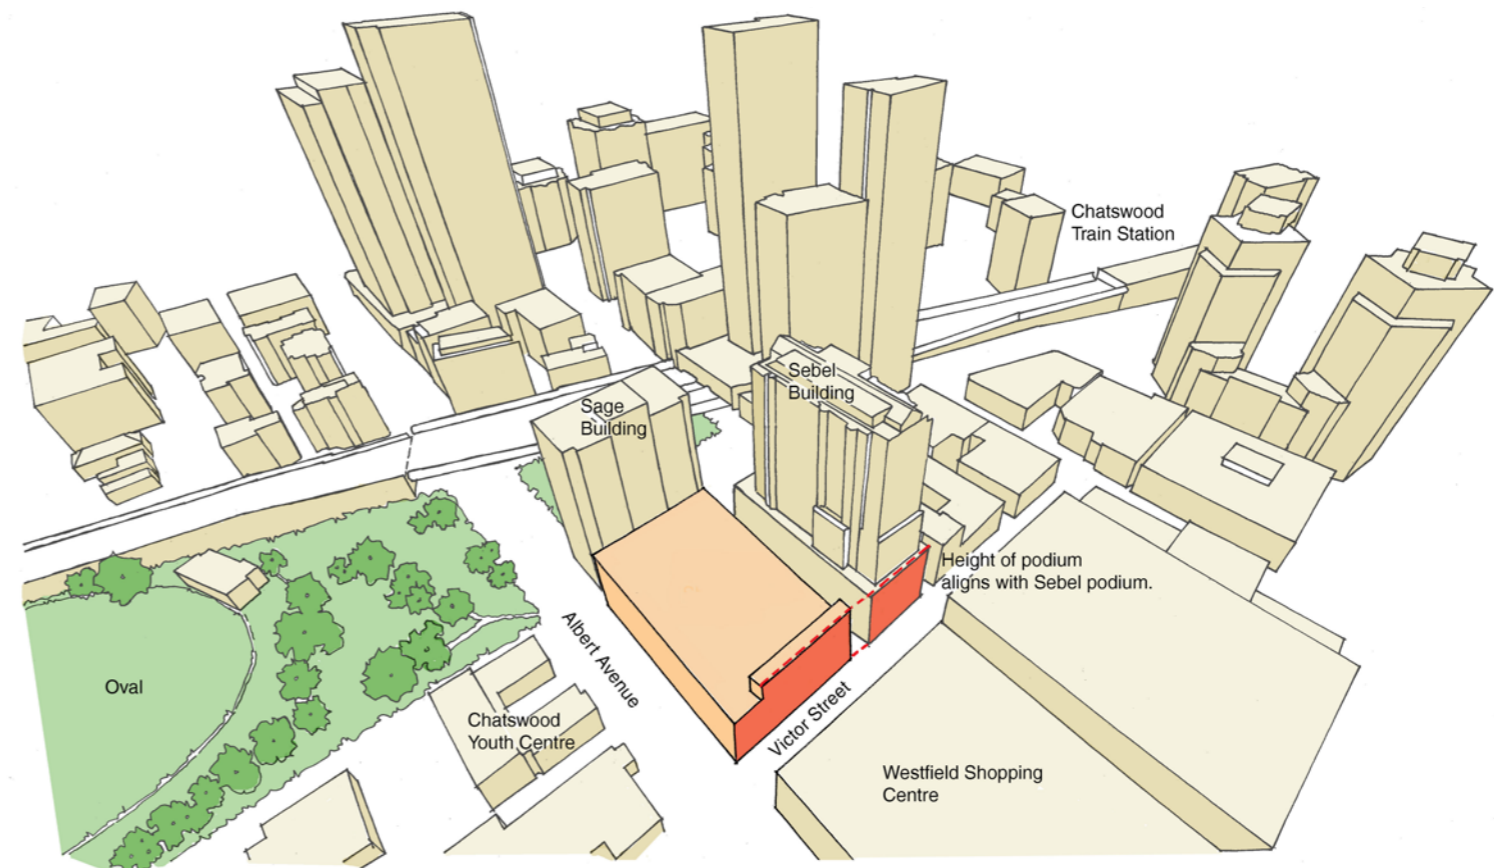 Chatswood
Train Station
Sebel
Building
Sage
Building
Height of podium
aligns with Sebel podium.
Albert Avenue
Oval
Victor Street
Chatswood
Youth Centre
Westfield Shopping
Centre